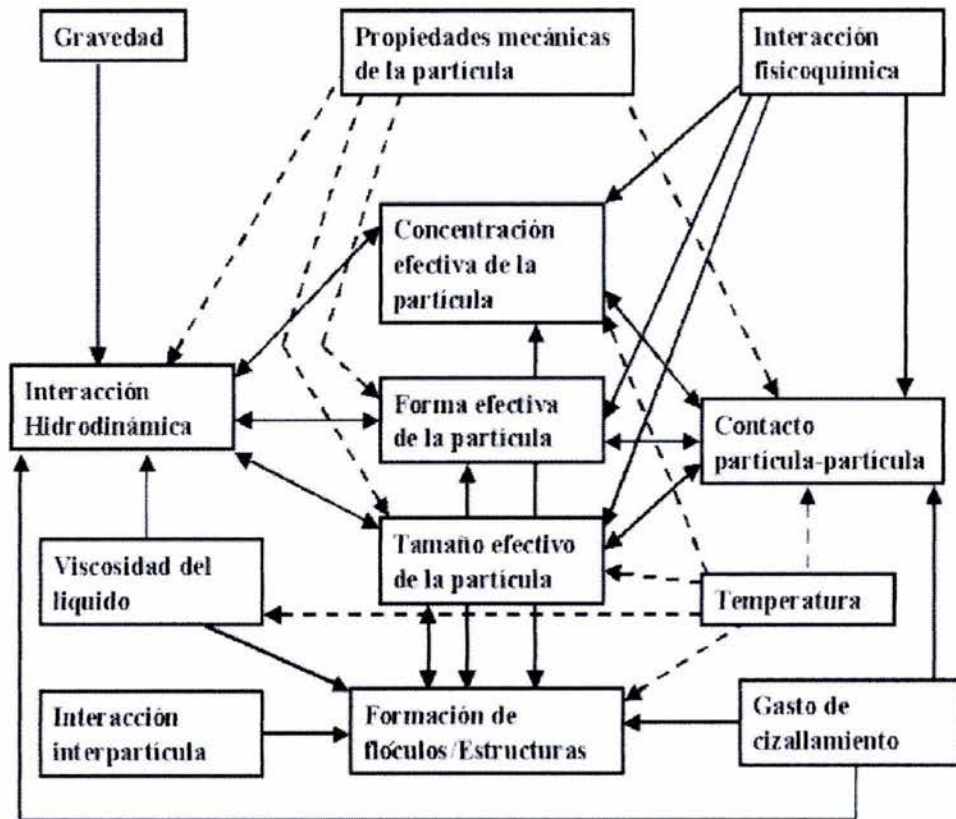 Gravedad
Propiedades mecánicas
de la partícula
Interacción
fisicoquímica
Concentración
efectiva de la
partícula
Interacción
Hidrodinámica
Forma efectiva
de la partícula
Contacto
partícula-partícula
Viscosidad del
liquido
Tamaño efectivo
de la partícula
Temperatura
Interacción
interpartícula
Formación de
flóculos/Estructuras
Gasto de
cizallamiento